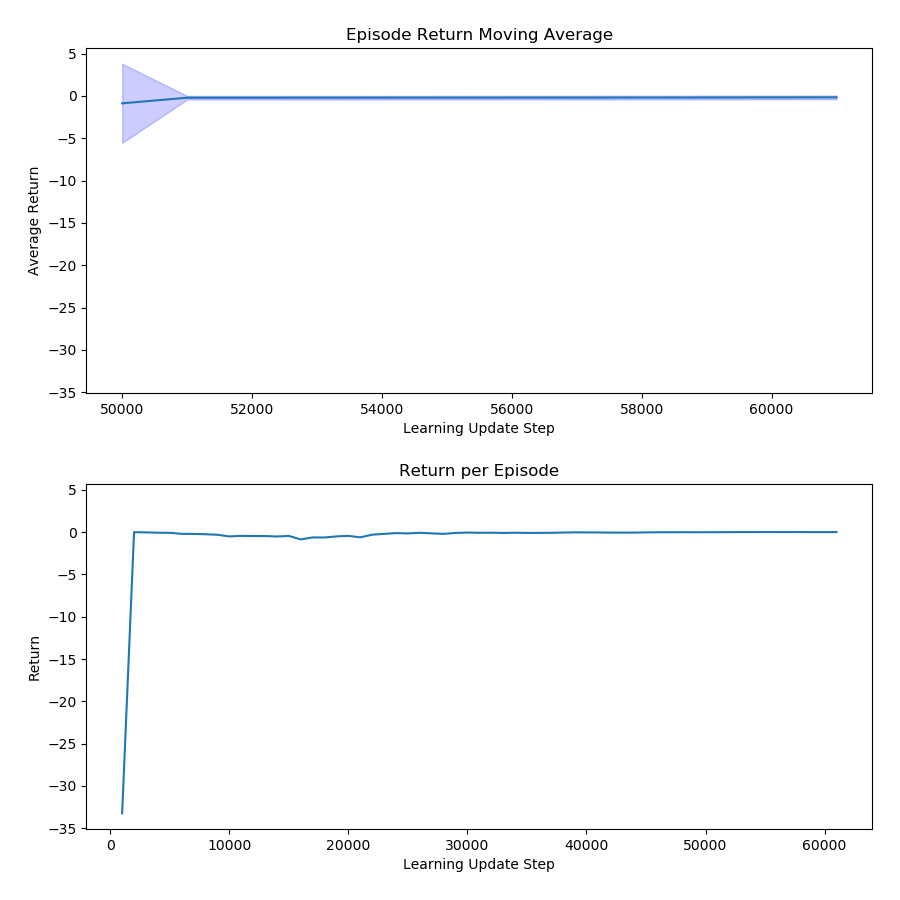 Episode Return Moving Average
5
0
−5
−10
−15
−20
−25
−30
−35
Average Return
50000 52000 54000 56000 58000 60000
Learning Update Step
Return per Episode
5
0
−5
−10
−15
−20
−25
−30
−35
Return
0 10000 20000 30000 40000 50000 60000
Learning Update Step